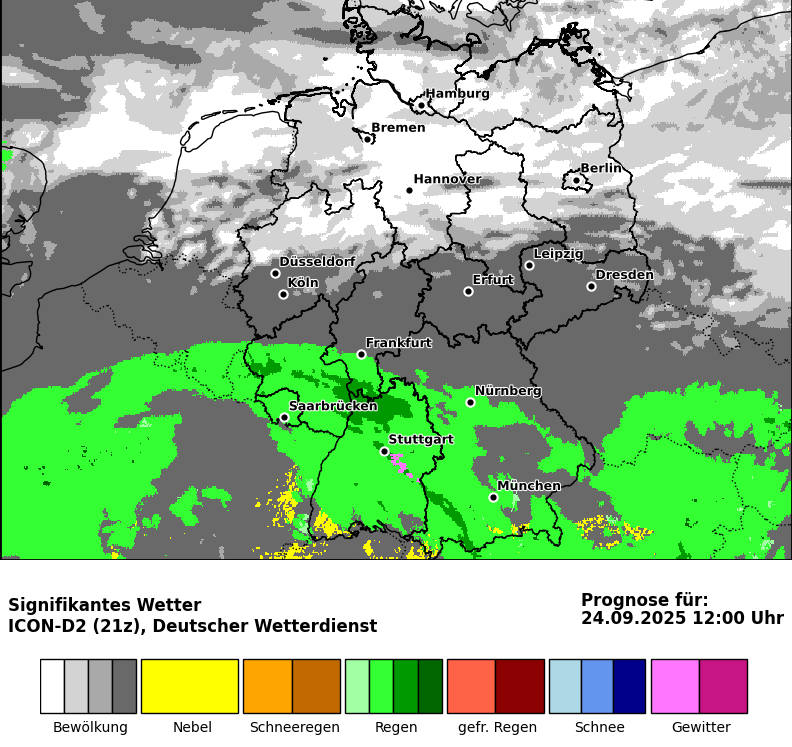 Hamburg
Bremen
Berlin
Hannover
Leipzig
Düsseldorf
Dresden
Köln
Erfurt
Frankfurt
Nürnberg
Saarbrücken
Stuttgart
München
Signifikantes Wetter
ICON-D2 (21z), Deutscher Wetterdienst
Prognose für:
24.09.2025 12:00 Uhr
Bewölkung
Nebel
Schneeregen
Regen
gefr. Regen
Schnee
Gewitter